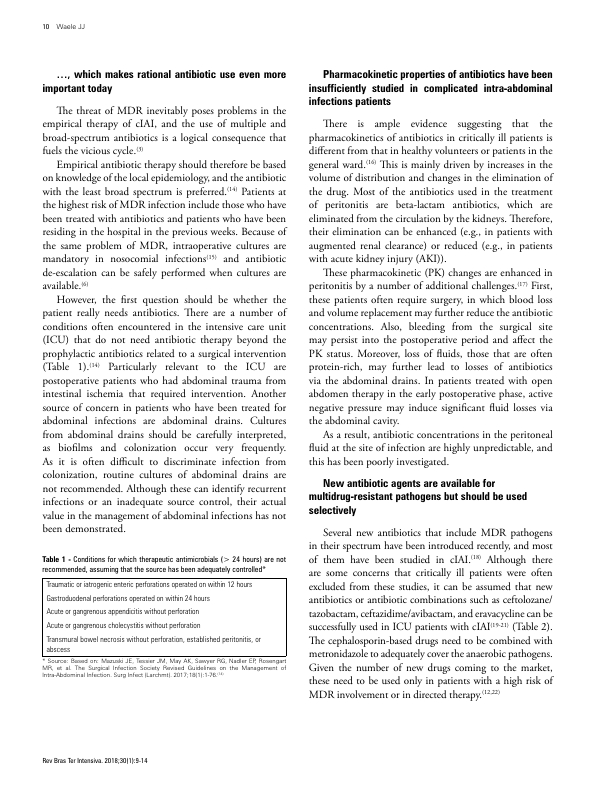 10 Waele JJ
…, which makes rational antibiotic use even more
important today
The threat of MDR inevitably poses problems in the
empirical therapy of cIAI, and the use of multiple and
broad-spectrum antibiotics is a logical consequence that
fuels the vicious cycle.(3)
Empirical antibiotic therapy should therefore be based
on knowledge of the local epidemiology, and the antibiotic
with the least broad spectrum is preferred.(14) Patients at
the highest risk of MDR infection include those who have
been treated with antibiotics and patients who have been
residing in the hospital in the previous weeks. Because of
the same problem of MDR, intraoperative cultures are
mandatory in nosocomial infections(15) and antibiotic
de-escalation can be safely performed when cultures are
available.(6)
However, the first question should be whether the
patient really needs antibiotics. There are a number of
conditions often encountered in the intensive care unit
(ICU) that do not need antibiotic therapy beyond the
prophylactic antibiotics related to a surgical intervention
(Table 1).(14) Particularly relevant to the ICU are
postoperative patients who had abdominal trauma from
intestinal ischemia that required intervention. Another
source of concern in patients who have been treated for
abdominal infections are abdominal drains. Cultures
from abdominal drains should be carefully interpreted,
as biofilms and colonization occur very frequently.
As it is often difficult to discriminate infection from
colonization, routine cultures of abdominal drains are
not recommended. Although these can identify recurrent
infections or an inadequate source control, their actual
value in the management of abdominal infections has not
been demonstrated.
Table 1 - Conditions for which therapeutic antimicrobials (> 24 hours) are not
recommended, assuming that the source has been adequately controlled*
Traumatic or iatrogenic enteric perforations operated on within 12 hours
Gastroduodenal perforations operated on within 24 hours
Acute or gangrenous appendicitis without perforation
Acute or gangrenous cholecystitis without perforation
Transmural bowel necrosis without perforation, established peritonitis, or
abscess
* Source: Based on: Mazuski JE, Tessier JM, May AK, Sawyer RG, Nadler EP, Rosengart
MR, et al. The Surgical Infection Society Revised Guidelines on the Management of
Intra-Abdominal Infection. Surg Infect (Larchmt). 2017;18(1):1-76.(14)
Pharmacokinetic properties of antibiotics have been
insufficiently studied in complicated intra-abdominal
infections patients
There is ample evidence suggesting that the
pharmacokinetics of antibiotics in critically ill patients is
different from that in healthy volunteers or patients in the
general ward.(16) This is mainly driven by increases in the
volume of distribution and changes in the elimination of
the drug. Most of the antibiotics used in the treatment
of peritonitis are beta-lactam antibiotics, which are
eliminated from the circulation by the kidneys. Therefore,
their elimination can be enhanced (e.g., in patients with
augmented renal clearance) or reduced (e.g., in patients
with acute kidney injury (AKI)).
These pharmacokinetic (PK) changes are enhanced in
peritonitis by a number of additional challenges.(17) First,
these patients often require surgery, in which blood loss
and volume replacement may further reduce the antibiotic
concentrations. Also, bleeding from the surgical site
may persist into the postoperative period and affect the
PK status. Moreover, loss of fluids, those that are often
protein-rich, may further lead to losses of antibiotics
via the abdominal drains. In patients treated with open
abdomen therapy in the early postoperative phase, active
negative pressure may induce significant fluid losses via
the abdominal cavity.
As a result, antibiotic concentrations in the peritoneal
fluid at the site of infection are highly unpredictable, and
this has been poorly investigated.
New antibiotic agents are available for
multidrug-resistant pathogens but should be used
selectively
Several new antibiotics that include MDR pathogens
in their spectrum have been introduced recently, and most
of them have been studied in cIAI.(18) Although there
are some concerns that critically ill patients were often
excluded from these studies, it can be assumed that new
antibiotics or antibiotic combinations such as ceftolozane/
tazobactam, ceftazidime/avibactam, and eravacycline can be
successfully used in ICU patients with cIAI(19-21) (Table 2).
The cephalosporin-based drugs need to be combined with
metronidazole to adequately cover the anaerobic pathogens.
Given the number of new drugs coming to the market,
these need to be used only in patients with a high risk of
MDR involvement or in directed therapy.(12,22)
Rev Bras Ter Intensiva. 2018;30(1):9-14